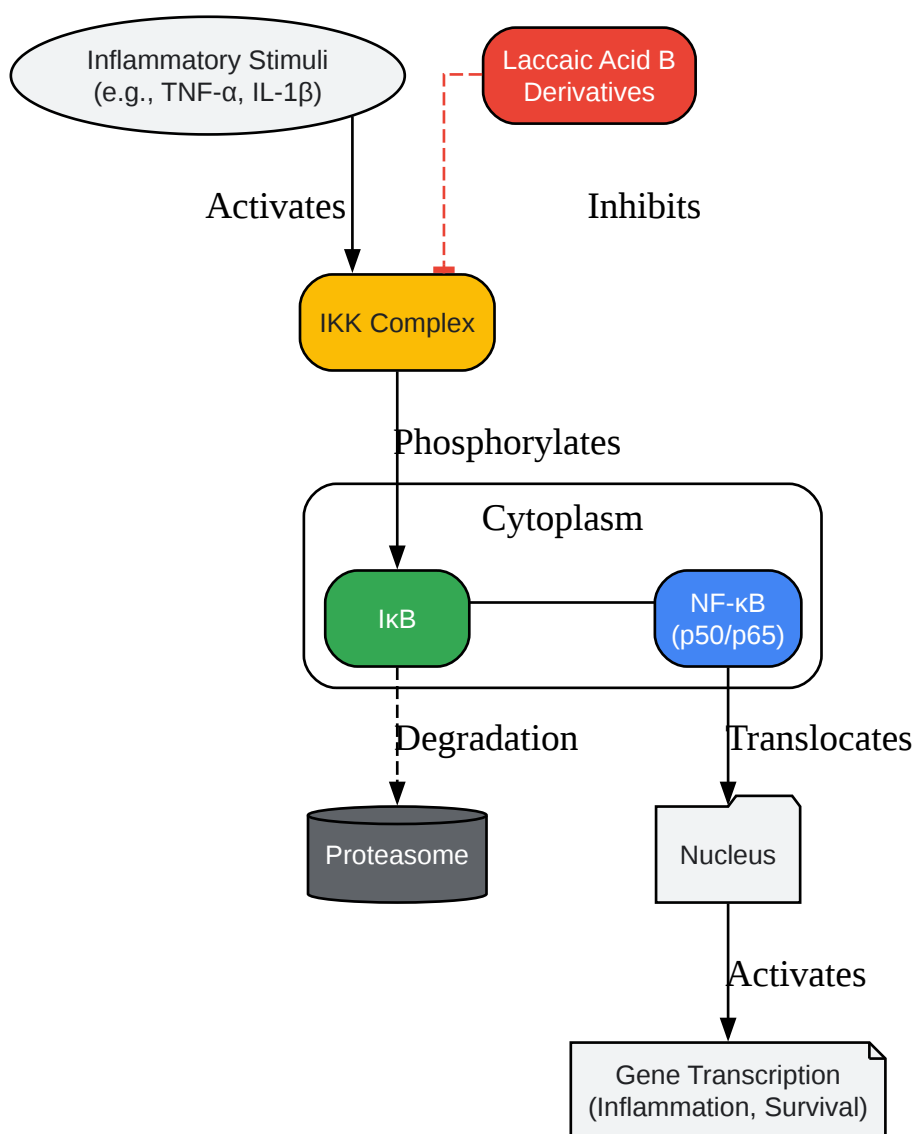 Inflammatory Stimuli
(e.g., TNF-α, IL-1β)
Laccaic Acid B
Derivatives
Activates
Inhibits
IKK Complex
Phosphorylates
Cytoplasm
IκB
NF-κB
(p50/p65)
Degradation
Translocates
Proteasome
Nucleus
Activates
Gene Transcription
(Inflammation, Survival)